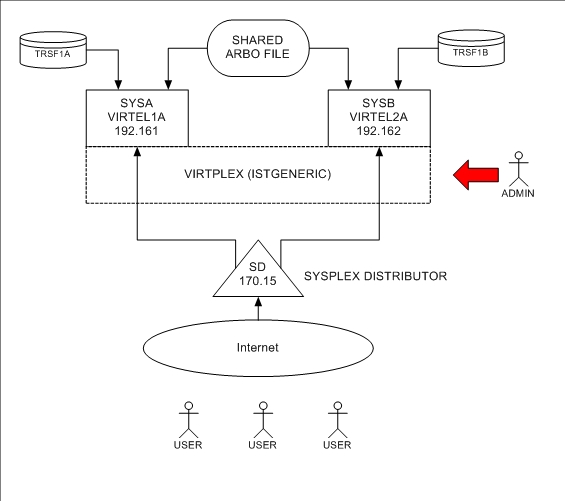 TRSF1A
SHARED
ARBO FILE
TRSF1B
SYSA
VIRTEL1A
192.161
SYSB
VIRTEL2A
192.162
VIRTPLEX (ISTGENERIC)
ADMIN
SD
170.15
SYSPLEX DISTRIBUTOR
Internet
USER
USER
USER